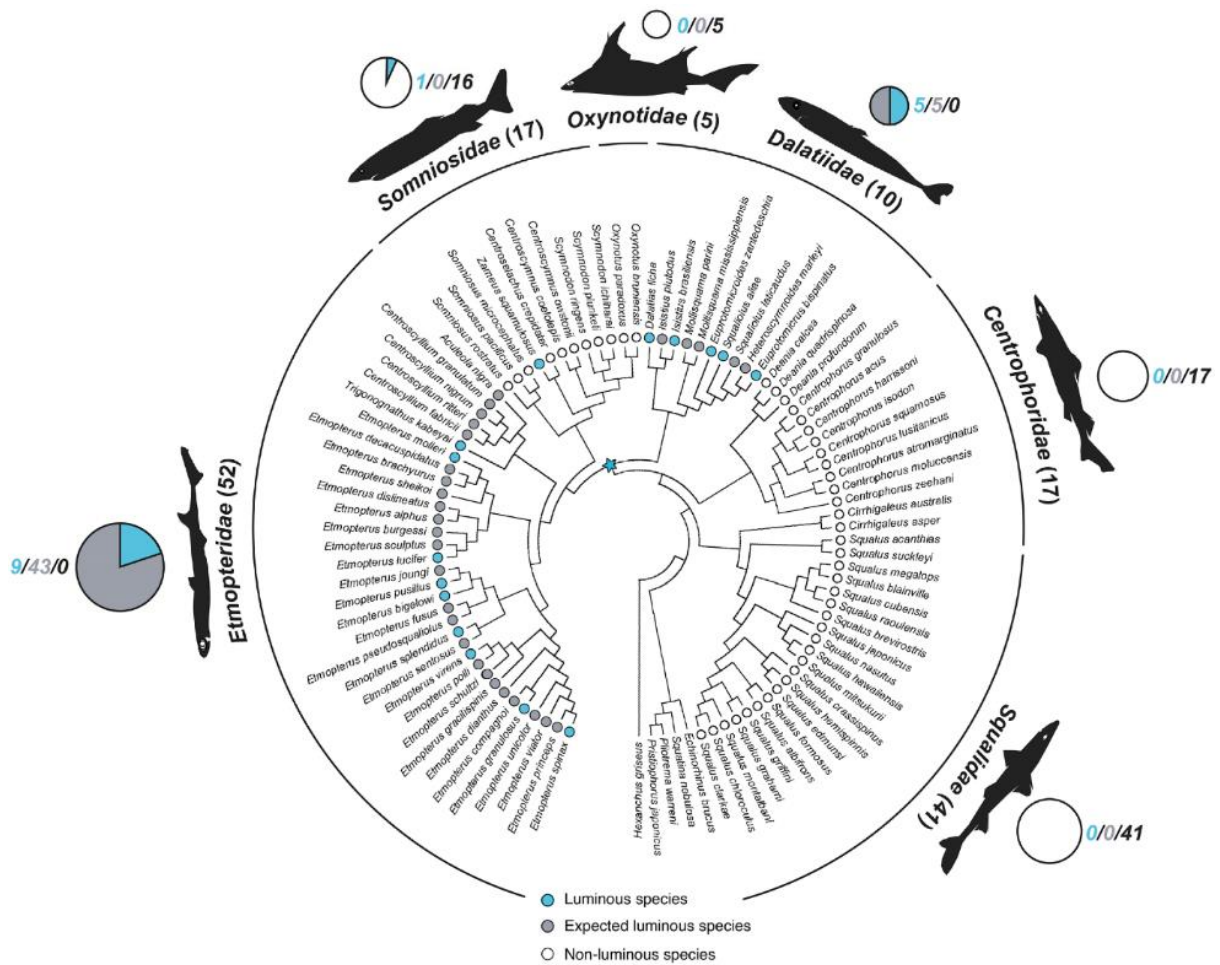 0/0/5
1/0/16
5/5/0
Oxynotidae (5)
Somniosidae (17)
Dalatiidae (10)
Centrophoridae (17)
0/0/17
Squalidae (41)
0/0/41
Etmopteridae (52)
9/43/0
Etmopterus spinax
Etmopterus princeps
Etmopterus viator
Etmopterus unicolor
Etmopterus granulosus
Etmopterus compagnoi
Etmopterus dianthus
Etmopterus gracilispinis
Etmopterus schultzi
Etmopterus polli
Etmopterus virens
Etmopterus sentosus
Etmopterus splendidus
Etmopterus pseudosqualiolus
Etmopterus fusus
Etmopterus bigelowi
Etmopterus pusillus
Etmopterus joungi
Etmopterus lucifer
Etmopterus sculptus
Etmopterus burgessi
Etmopterus alphus
Etmopterus dislineatus
Etmopterus sheikoi
Etmopterus brachyurus
Etmopterus decacuspidatus
Etmopterus molleri
Trigonognathus kabeyai
Centroscyllium fabricii
Centroscyllium ritteri
Centroscyllium nigrum
Aculeola nigra
Centroscyllium granulatum
Somniosus rostratus
Somniosus pacificus
Somniosus microcephalus
Zameus squamulosus
Centroselachus crepidater
Centroscymnus coelolepis
Centroscymnus owstonii
Scymnodon ringens
Scymnodon plunketi
Scymnodon ichiharai
Oxynotus paradoxus
Oxynotus bruniensis
Dalatias licha
Isistius plutodus
Isistius brasiliensis
Mollisquama parini
Mollisquama mississippiensis
Euprotomicroides zantedeschia
Squaliolus aliae
Squaliolus laticaudus
Heteroscymnoides marleyi
Euprotomicrus bispinatus
Deania calcea
Deania quadrispinosa
Deania profundorum
Centrophorus granulosus
Centrophorus acus
Centrophorus harrissoni
Centrophorus isodon
Centrophorus squamosus
Centrophorus lusitanicus
Centrophorus atromarginatus
Centrophorus moluccensis
Centrophorus zeehani
Cirrhigaleus australis
Cirrhigaleus asper
Squalus acanthias
Squalus suckleyi
Squalus megalops
Squalus blainville
Squalus cubensis
Squalus raoulensis
Squalus brevirostris
Squalus japonicus
Squalus nasutus
Squalus hawaiiensis
Squalus mitsukurii
Squalus crassispinus
Squalus hemipinnis
Squalus edmunsi
Squalus formosus
Squalus albifrons
Squalus griffini
Squalus grahami
Squalus montalbani
Squalus chloroculus
Squalus clarkae
Echinorhinus brucus
Squatina nebulosa
Pliotrema warreni
Pristiophorus japonicus
Hexanchus griseus
Luminous species
Expected luminous species
Non-luminous species